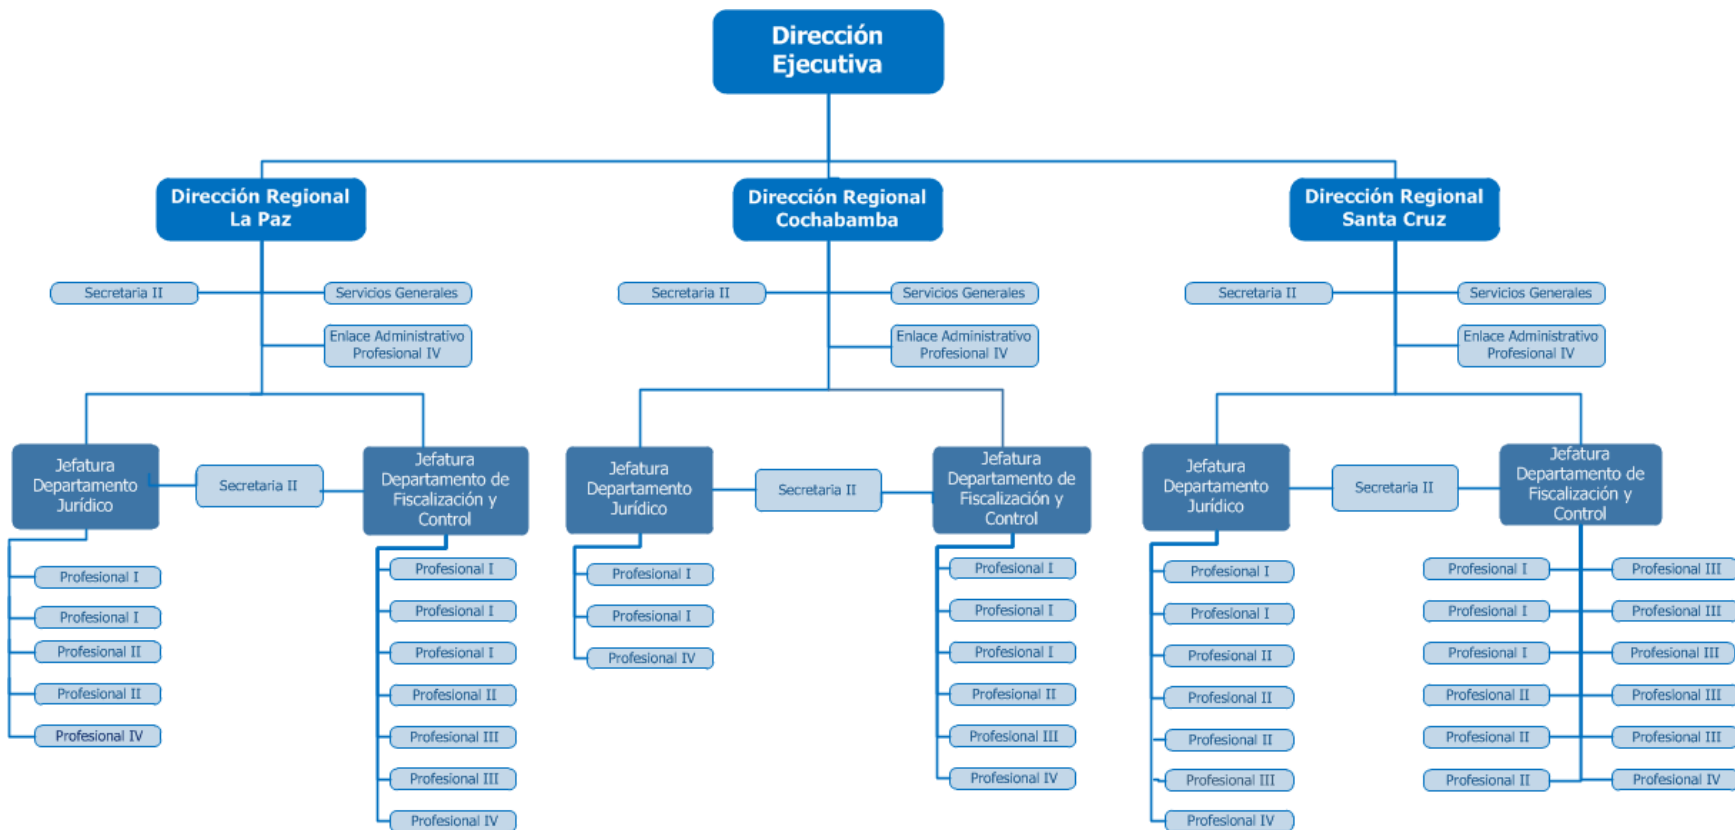 Dirección
Ejecutiva
Dirección Regional
La Paz
Dirección Regional
Cochabamba
Dirección Regional
Santa Cruz
Secretaria II
Servicios Generales
Enlace Administrativo
Profesional IV
Secretaria II
Servicios Generales
Enlace Administrativo
Profesional IV
Secretaria II
Servicios Generales
Enlace Administrativo
Profesional IV
Jefatura
Departamento
Jurídico
Secretaria II
Jefatura
Departamento de
Fiscalización y
Control
Jefatura
Departamento
Jurídico
Secretaria II
Jefatura
Departamento de
Fiscalización y
Control
Jefatura
Departamento
Jurídico
Secretaria II
Jefatura
Departamento de
Fiscalización y
Control
Profesional I
Profesional I
Profesional II
Profesional II
Profesional IV
Profesional I
Profesional I
Profesional I
Profesional II
Profesional III
Profesional III
Profesional IV
Profesional I
Profesional I
Profesional IV
Profesional I
Profesional I
Profesional I
Profesional II
Profesional III
Profesional IV
Profesional I
Profesional I
Profesional II
Profesional II
Profesional II
Profesional III
Profesional IV
Profesional I
Profesional I
Profesional I
Profesional II
Profesional II
Profesional II
Profesional III
Profesional III
Profesional III
Profesional III
Profesional III
Profesional IV